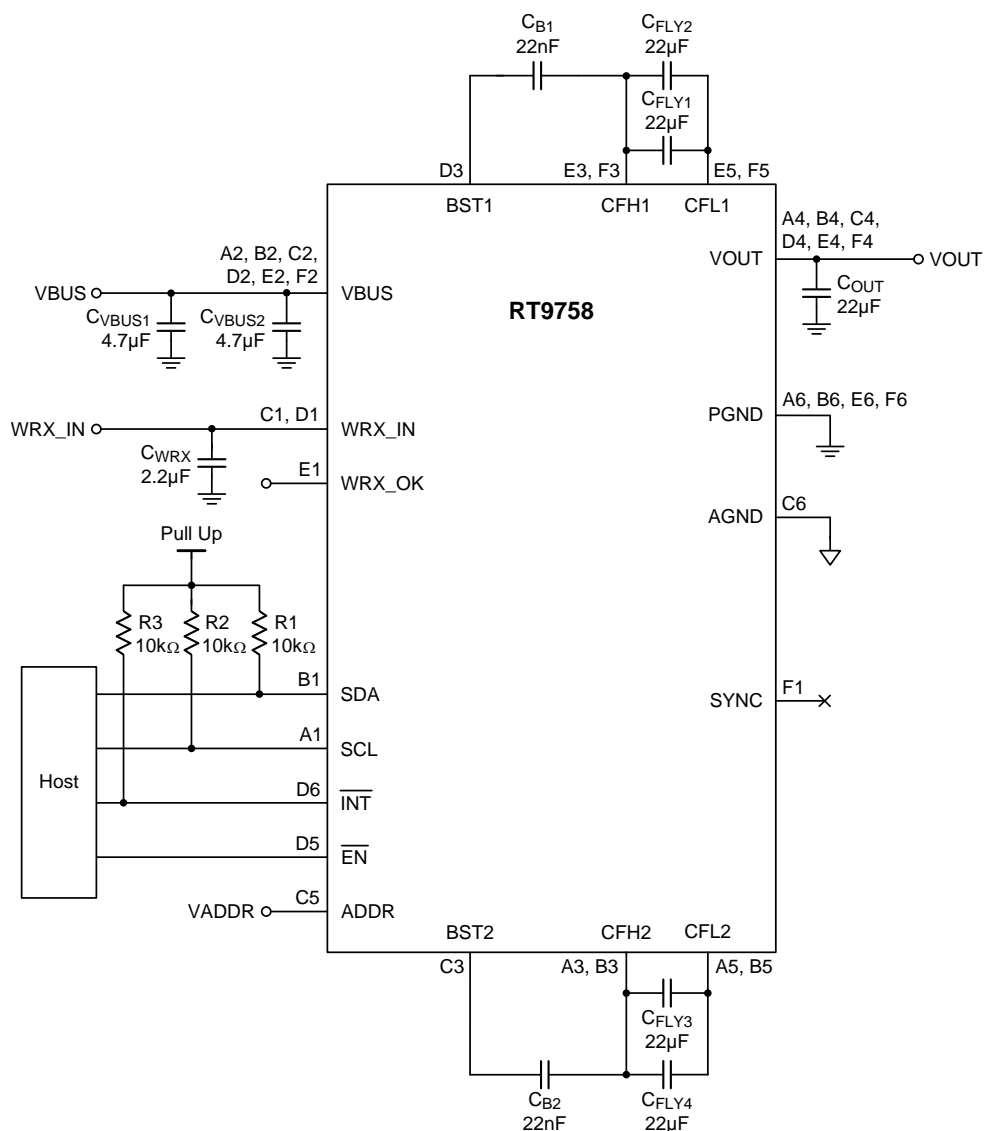 CB1
22nF
CFLY2
22µF
CFLY1
22µF
D3
E3, F3
E5, F5
BST1
CFH1
CFL1
A2, B2, C2,
D2, E2, F2
VBUS
VBUS
CVBUS1
4.7µF
CVBUS2
4.7µF
RT9758
A4, B4, C4,
D4, E4, F4
VOUT
VOUT
COUT
22µF
WRX_IN
C1, D1
WRX_IN
CWRX
2.2µF
E1
WRX_OK
PGND
A6, B6, E6, F6
AGND
C6
Pull Up
R3
10kΩ
R2
10kΩ
R1
10kΩ
Host
B1
SDA
A1
SCL
D6
INT
D5
EN
VADDR
C5
ADDR
SYNC
F1
BST2
CFH2
CFL2
C3
A3, B3
A5, B5
CFLY3
22µF
CB2
22nF
CFLY4
22µF